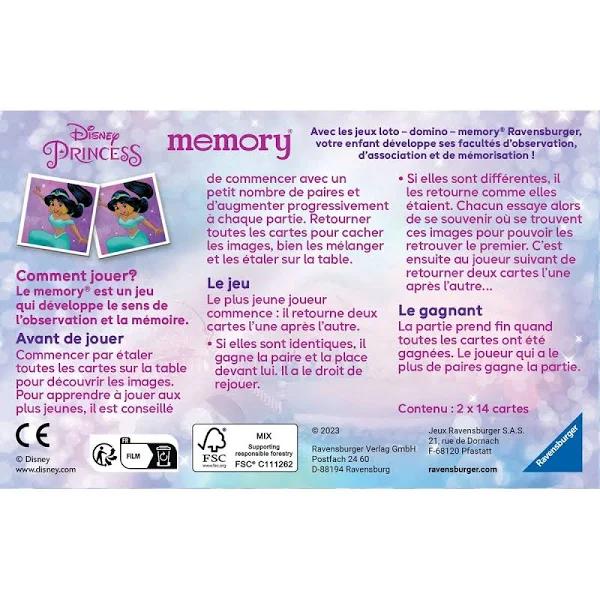 Disney
PRINCESS
memory®
Avec les jeux loto – domino – memory® Ravensburger,
votre enfant développe ses facultés d'observation,
d'association et de mémorisation !
Comment jouer?
Le memory® est un jeu
qui développe le sens de
l'observation et la mémoire.
Avant de jouer
Commencer par étaler
toutes les cartes sur la table
pour découvrir les images.
Pour apprendre à jouer aux
plus jeunes, il est conseillé
de commencer avec un
petit nombre de paires et
d'augmenter progressivement
à chaque partie. Retourner
toutes les cartes pour cacher
les images, bien les mélanger
et les étaler sur la table.
Le jeu
Le plus jeune joueur
commence : il retourne deux
cartes l'une après l'autre.
• Si elles sont identiques, il
gagne la paire et la place
devant lui. Il a le droit de
rejouer.
• Si elles sont différentes, il
les retourne comme elles
étaient. Chacun essaye alors
de se souvenir où se trouvent
ces images pour pouvoir les
retrouver le premier. C'est
ensuite au joueur suivant de
retourner deux cartes l'une
après l'autre...
Le gagnant
La partie prend fin quand
toutes les cartes ont été
gagnées. Le joueur qui a le
plus de paires gagne la partie.
Contenu : 2 x 14 cartes
CE
© Disney
www.disney.com
FR
FILM
FSC
www.fsc.org
MIX
Supporting
responsible forestry
FSC® C111262
© 2023
Ravensburger Verlag GmbH
Postfach 24 60
D-88194 Ravensburg
Jeux Ravensburger S.A.S.
21, rue de Dornach
F-68120 Pfastatt
ravensburger.com
Ravensburger